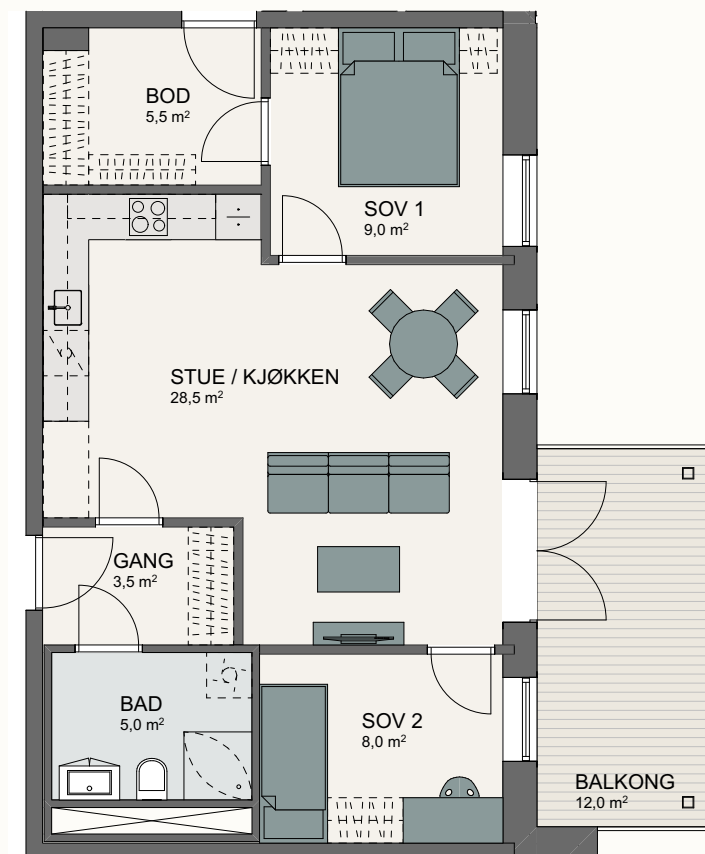 BOD
5,5 m²
SOV 1
9,0 m²
STUE / KJØKKEN
28,5 m²
GANG
3,5 m²
BAD
5,0 m²
SOV 2
8,0 m²
BALKONG
12,0 m²